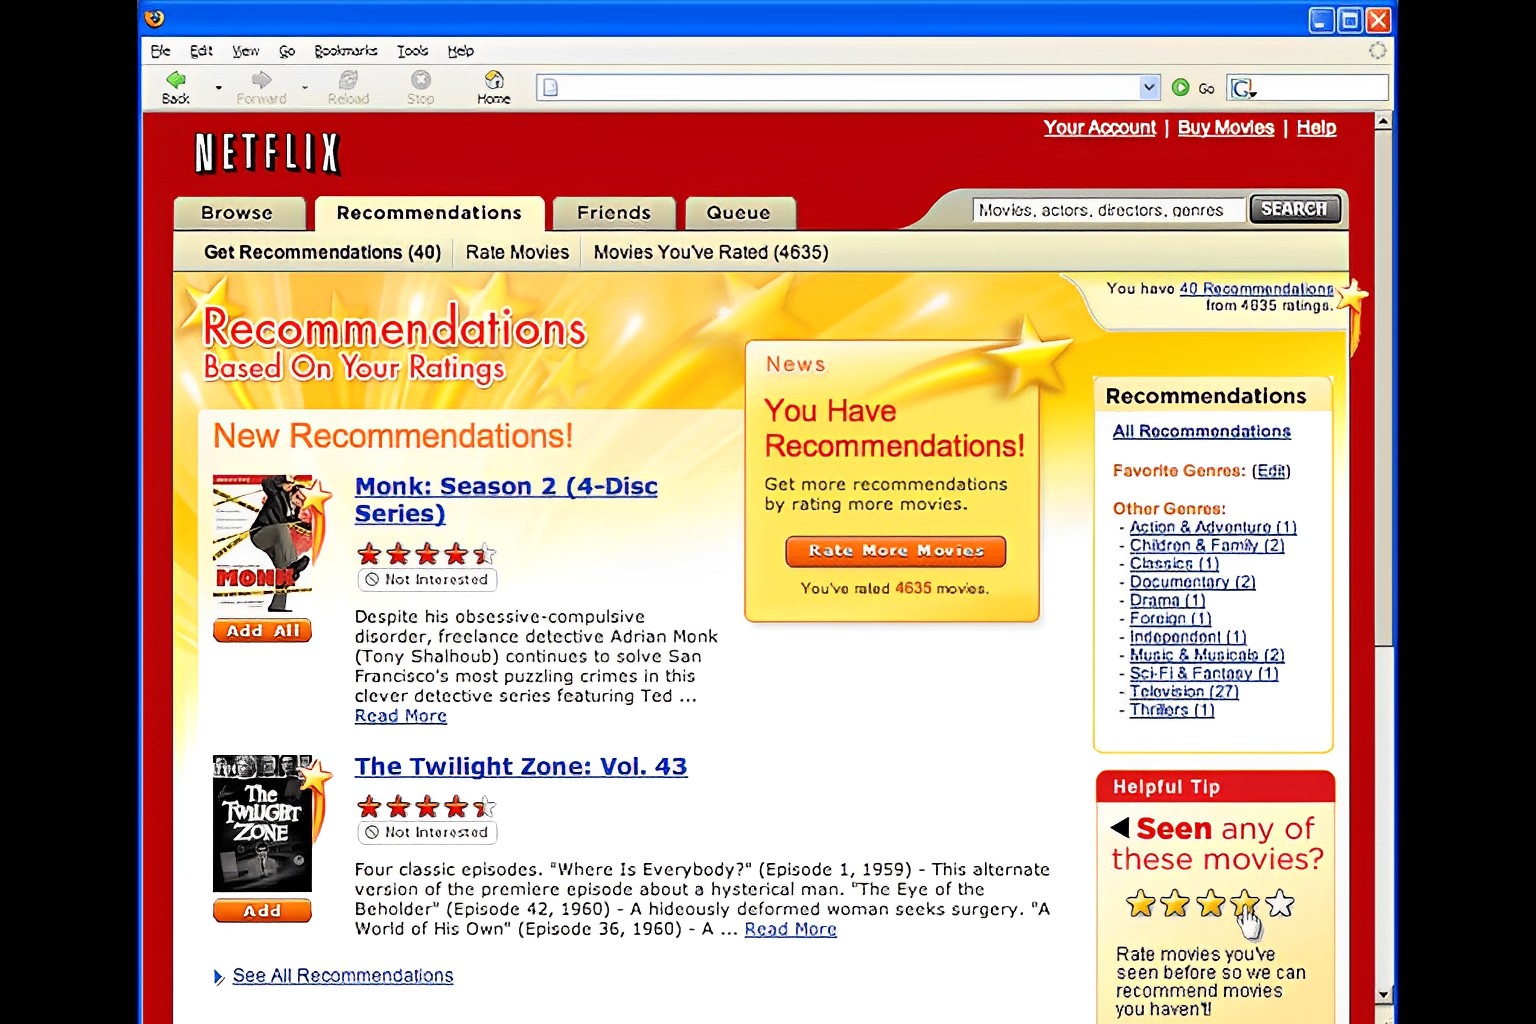 File Edit View Go Bookmarks Tools Help
Back Forward Reload Stop Home Go G
NETFLIX
Your Account | Buy Movies | Help
Browse Recommendations Friends Queue
Movies, actors, directors, genres SEARCH
Get Recommendations (40) Rate Movies Movies You've Rated (4635)
You have 40 Recommendations
from 4635 ratings.
Recommendations
Based On Your Ratings
New Recommendations!
MONK
Add All
Monk: Season 2 (4-Disc
Series)
Not Interested
Despite his obsessive-compulsive
disorder, freelance detective Adrian Monk
(Tony Shalhoub) continues to solve San
Francisco's most puzzling crimes in this
clever detective series featuring Ted ...
Read More
The
TWILIGHT
ZONE
Add
The Twilight Zone: Vol. 43
Not Interested
Four classic episodes. "Where Is Everybody?" (Episode 1, 1959) - This alternate
version of the premiere episode about a hysterical man. "The Eye of the
Beholder" (Episode 42, 1960) - A hideously deformed woman seeks surgery. "A
World of His Own" (Episode 36, 1960) - A ... Read More
See All Recommendations
News
You Have
Recommendations!
Get more recommendations
by rating more movies.
Rate More Movies
You've rated 4635 movies.
Recommendations
All Recommendations
Favorite Genres: (Edit)
Other Genres:
- Action & Adventure (1)
- Children & Family (2)
- Classics (1)
- Documentary (2)
- Drama (1)
- Foreign (1)
- Independent (1)
- Music & Musicals (2)
- Sci-Fi & Fantasy (1)
- Television (27)
- Thrillers (1)
Helpful Tip
Seen any of
these movies?
Rate movies you've
seen before so we can
recommend movies
you haven't!